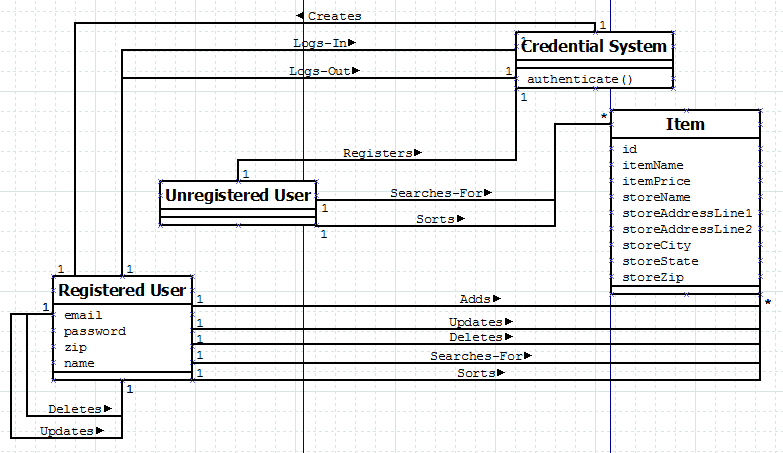 ◄ Creates
1
Logs-In►
1
Credential System
Logs-Out►
1
authenticate()
1
*
Item
Registers►
id
itemName
itemPrice
storeName
storeAddressLine1
storeAddressLine2
storeCity
storeState
storeZip
1
Unregistered User
Searches-For►
1
Sorts►
1
1
1
Registered User
1
email
password
zip
name
1
Adds►
*
1
Updates►
1
Deletes►
1
Searches-For►
1
Sorts►
1
Deletes►
Updates►